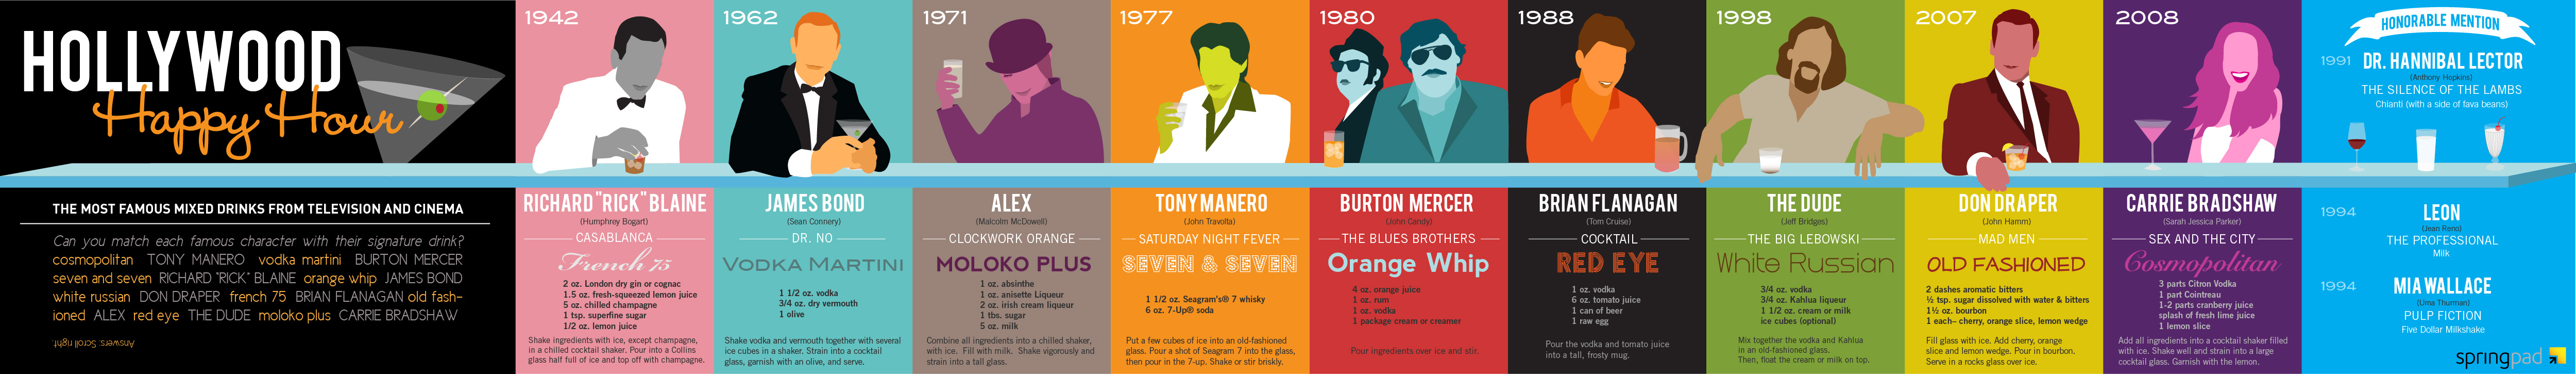 HOLLYWOOD
Happy Hour
THE MOST FAMOUS MIXED DRINKS FROM TELEVISION AND CINEMA
Can you match each famous character with their signature drink?
cosmopolitan TONY MANERO vodka martini BURTON MERCER
seven and seven RICHARD "RICK" BLAINE orange whip JAMES BOND
white russian DON DRAPER french 75 BRIAN FLANAGAN old fash-
ioned ALEX red eye THE DUDE moloko plus CARRIE BRADSHAW
Answers: Scroll right:
1942
RICHARD "RICK" BLAINE
(Humphrey Bogart)
CASABLANCA
French 75
2 oz. London dry gin or cognac
1.5 oz. fresh-squeezed lemon juice
5 oz. chilled champagne
1 tsp. superfine sugar
1/2 oz. lemon juice
Shake ingredients with ice, except champagne,
in a chilled cocktail shaker. Pour into a Collins
glass half full of ice and top off with champagne.
1962
JAMES BOND
(Sean Connery)
DR. NO
VODKA MARTINI
1 1/2 oz. vodka
3/4 oz. dry vermouth
1 olive
Shake vodka and vermouth together with several
ice cubes in a shaker. Strain into a cocktail
glass, garnish with an olive, and serve.
1971
ALEX
(Malcolm McDowell)
CLOCKWORK ORANGE
MOLOKO PLUS
1 oz. absinthe
1 oz. anisette Liqueur
2 oz. irish cream liqueur
1 tbs. sugar
5 oz. milk
Combine all ingredients into a chilled shaker,
with ice. Fill with milk. Shake vigorously and
strain into a tall glass.
1977
TONY MANERO
(John Travolta)
SATURDAY NIGHT FEVER
SEVEN & SEVEN
1 1/2 oz. Seagram's® 7 whisky
6 oz. 7-Up® soda
Put a few cubes of ice into an old-fashioned
glass. Pour a shot of Seagram 7 into the glass,
then pour in the 7-up. Shake or stir briskly.
1980
BURTON MERCER
(John Candy)
THE BLUES BROTHERS
Orange Whip
4 oz. orange juice
1 oz. rum
1 oz. vodka
1 package cream or creamer
Pour ingredients over ice and stir.
1988
BRIAN FLANAGAN
(Tom Cruise)
COCKTAIL
RED EYE
1 oz. vodka
6 oz. tomato juice
1 can of beer
1 raw egg
Pour the vodka and tomato juice
into a tall, frosty mug.
1998
THE DUDE
(Jeff Bridges)
THE BIG LEBOWSKI
White Russian
3/4 oz. vodka
3/4 oz. Kahlua liqueur
1 1/2 oz. cream or milk
ice cubes (optional)
Mix together the vodka and Kahlua
in an old-fashioned glass.
Then, float the cream or milk on top.
2007
DON DRAPER
(John Hamm)
MAD MEN
OLD FASHIONED
2 dashes aromatic bitters
½ tsp. sugar dissolved with water & bitters
1½ oz. bourbon
1 each– cherry, orange slice, lemon wedge
Fill glass with ice. Add cherry, orange
slice and lemon wedge. Pour in bourbon.
Serve in a rocks glass over ice.
2008
CARRIE BRADSHAW
(Sarah Jessica Parker)
SEX AND THE CITY
Cosmopolitan
3 parts Citron Vodka
1 part Cointreau
1-2 parts cranberry juice
splash of fresh lime juice
1 lemon slice
Add all ingredients into a cocktail shaker filled
with ice. Shake well and strain into a large
cocktail glass. Garnish with the lemon.
HONORABLE MENTION
1991 DR. HANNIBAL LECTOR
(Anthony Hopkins)
THE SILENCE OF THE LAMBS
Chianti (with a side of fava beans)
1994 LEON
(Jean Reno)
THE PROFESSIONAL
Milk
1994 MIA WALLACE
(Uma Thurman)
PULP FICTION
Five Dollar Milkshake
springpad